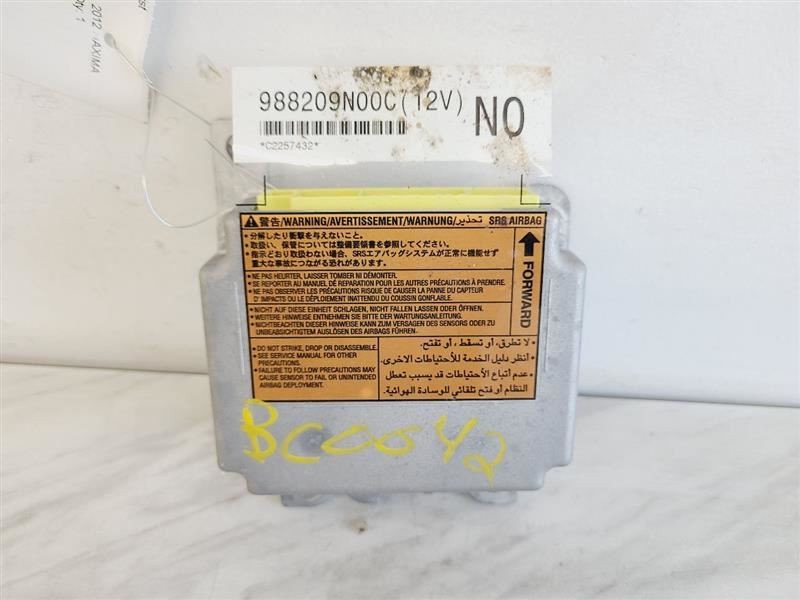 2012
AXIMA
988209N00C(12V)
N0
*C2257432*
警告/WARNING/AVERTISSEMENT/WARNUNG/تحذير SRS AIRBAG
•分解したり衝撃を与えないこと。
•取扱い、保管については整備要領書を参照してください。
•指示どおり取扱わない場合、SRSエアバッグシステムが正常に機能せず
重大な事故につながる恐れがあります。
•NE PAS HEURTER, LAISSER TOMBER NI DÉMONTER.
•SE REPORTER AU MANUEL DE RÉPARATION POUR LES AUTRES PRÉCAUTIONS À PRENDRE.
•NE PAS OBSERVER LES PRÉCAUTIONS RISQUE DE CAUSER LA PANNE DU CAPTEUR
D' IMPACTS OU LE DÉPLOIEMENT INATTENDU DU COUSSIN GONFLABLE.
•NICHT AUF DIESE EINHEIT SCHLAGEN, NICHT FALLEN LASSEN ODER ÖFFNEN.
•WEITERE HINWEISE ENTNEHMEN SIE BITTE DER WARTUNGSANLEITUNG.
•NICHTBEACHTEN DIESER HINWEISE KANN ZUM VERSAGEN DES SENSORS ODER ZU
UNBEABSICHTIGTEM AUSLÖSEN DES AIRBAGS FÜHREN.
FORWARD
•DO NOT STRIKE, DROP OR DISASSEMBLE.
•SEE SERVICE MANUAL FOR OTHER
PRECAUTIONS.
•FAILURE TO FOLLOW PRECAUTIONS MAY
CAUSE SENSOR TO FAIL OR UNINTENDED
AIRBAG DEPLOYMENT.
•لا تطرق، أو تسقط، أو تفتح.
•أنظر دليل الخدمة للأحتياطات الاخرى.
•عدم أتباع الأحتياطات قد يسبب تعطل
النظام أو فتح تلقائي للوسادة الهوائية.
BC0042